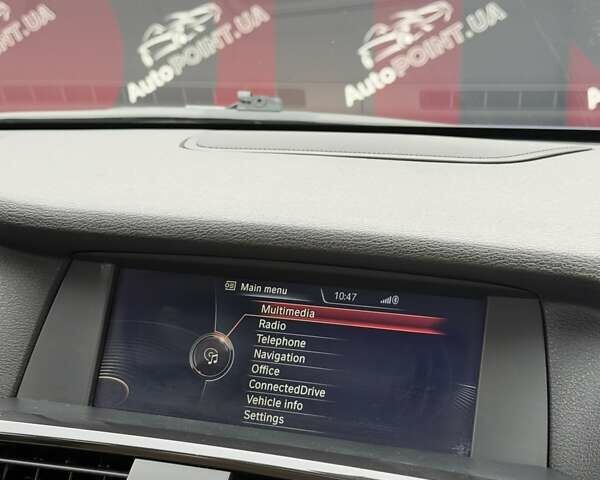 AutoPOINT.UA
AutoPOINT.UA
Main menu
10:47
Multimedia
Radio
Telephone
Navigation
Office
ConnectedDrive
Vehicle info
Settings